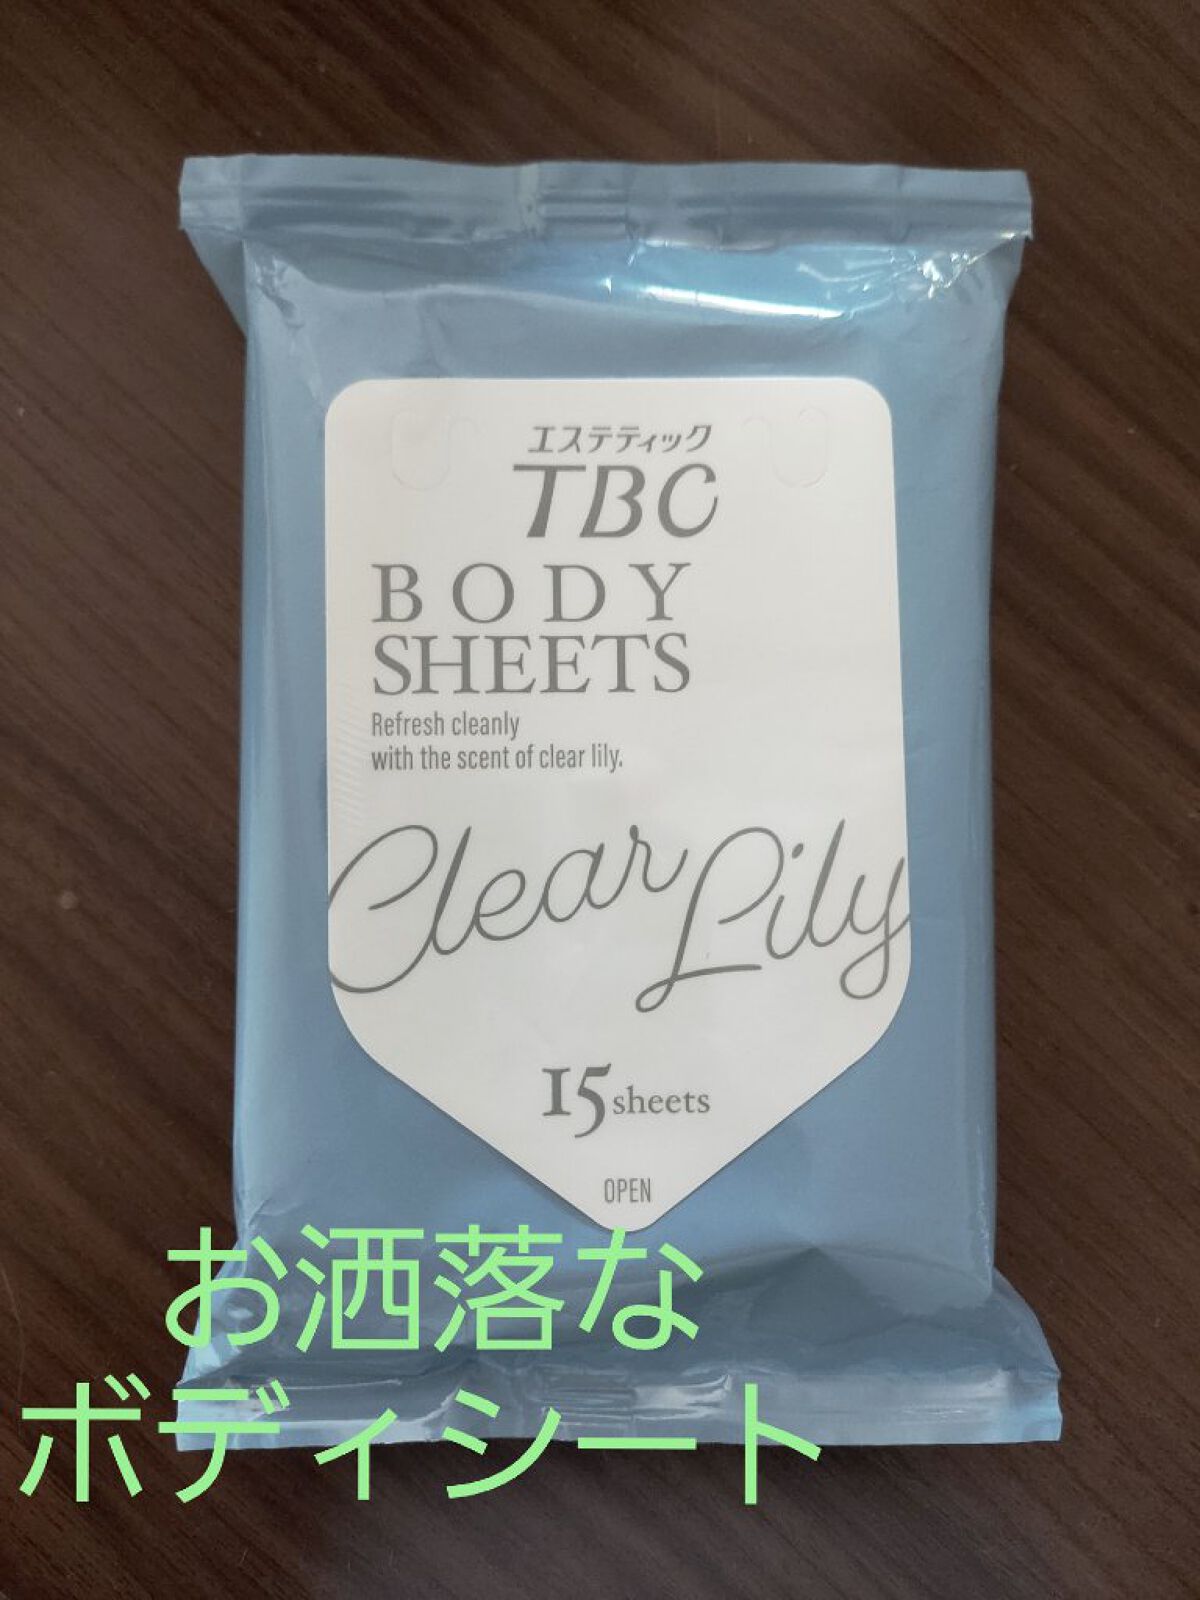 エステティック
TBC
BODY
SHEETS
Refresh cleanly
with the scent of clear lily.
Clear Lily
15 sheets
OPEN
お洒落な
ボディシート